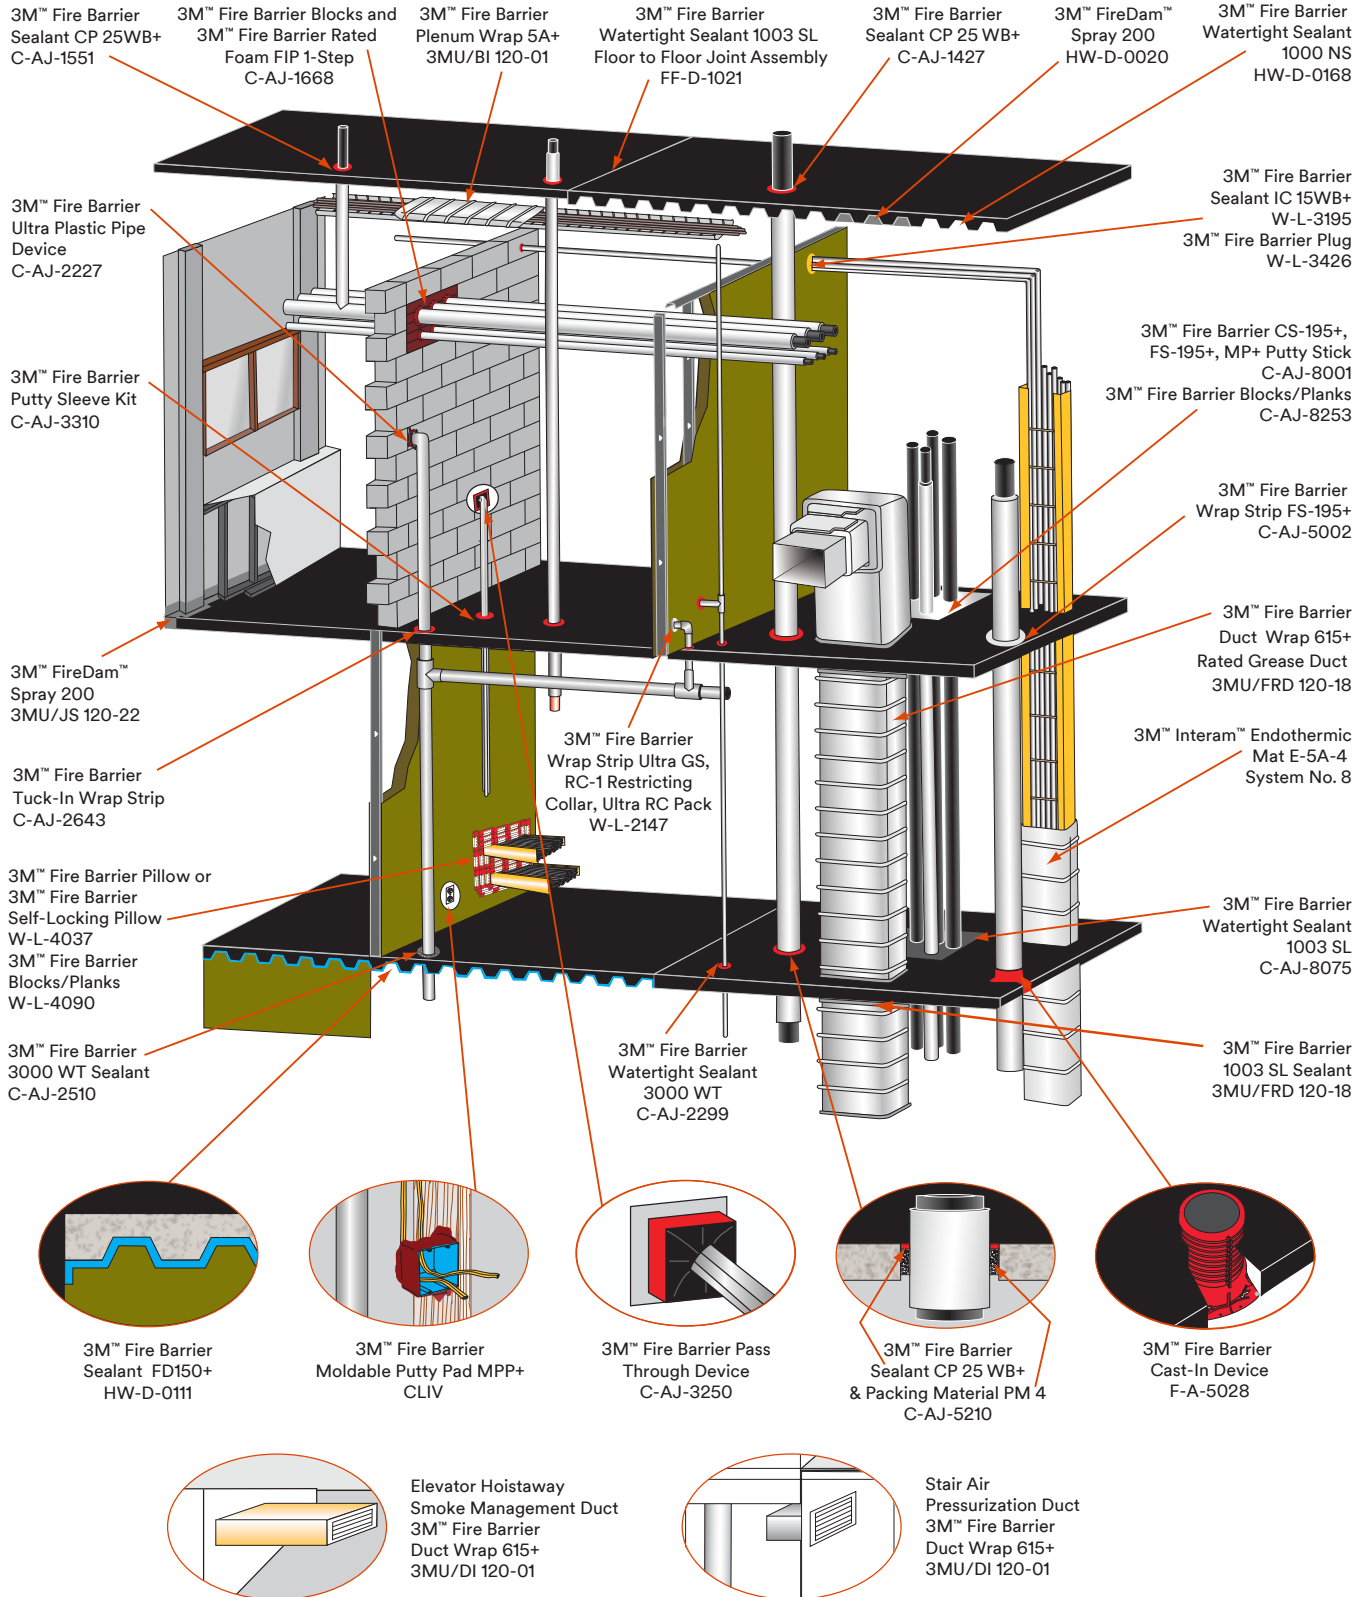 3M™ Fire Barrier
Sealant CP 25WB+
C-AJ-1551
3M™ Fire Barrier Blocks and
3M™ Fire Barrier Rated
Foam FIP 1-Step
C-AJ-1668
3M™ Fire Barrier
Plenum Wrap 5A+
3MU/BI 120-01
3M™ Fire Barrier
Watertight Sealant 1003 SL
Floor to Floor Joint Assembly
FF-D-1021
3M™ Fire Barrier
Sealant CP 25 WB+
C-AJ-1427
3M™ FireDam™
Spray 200
HW-D-0020
3M™ Fire Barrier
Watertight Sealant
1000 NS
HW-D-0168
3M™ Fire Barrier
Ultra Plastic Pipe
Device
C-AJ-2227
3M™ Fire Barrier
Sealant IC 15WB+
W-L-3195
3M™ Fire Barrier Plug
W-L-3426
3M™ Fire Barrier
Putty Sleeve Kit
C-AJ-3310
3M™ Fire Barrier CS-195+,
FS-195+, MP+ Putty Stick
C-AJ-8001
3M™ Fire Barrier Blocks/Planks
C-AJ-8253
3M™ Fire Barrier
Wrap Strip FS-195+
C-AJ-5002
3M™ Fire Barrier
Duct Wrap 615+
Rated Grease Duct
3MU/FRD 120-18
3M™ FireDam™
Spray 200
3MU/JS 120-22
3M™ Fire Barrier
Wrap Strip Ultra GS,
RC-1 Restricting
Collar, Ultra RC Pack
W-L-2147
3M™ Interam™ Endothermic
Mat E-5A-4
System No. 8
3M™ Fire Barrier
Tuck-In Wrap Strip
C-AJ-2643
3M™ Fire Barrier Pillow or
3M™ Fire Barrier
Self-Locking Pillow
W-L-4037
3M™ Fire Barrier
Blocks/Planks
W-L-4090
3M™ Fire Barrier
Watertight Sealant
1003 SL
C-AJ-8075
3M™ Fire Barrier
3000 WT Sealant
C-AJ-2510
3M™ Fire Barrier
Watertight Sealant
3000 WT
C-AJ-2299
3M™ Fire Barrier
1003 SL Sealant
3MU/FRD 120-18
3M™ Fire Barrier
Sealant FD150+
HW-D-0111
3M™ Fire Barrier
Moldable Putty Pad MPP+
CLIV
3M™ Fire Barrier Pass
Through Device
C-AJ-3250
3M™ Fire Barrier
Sealant CP 25 WB+
& Packing Material PM 4
C-AJ-5210
3M™ Fire Barrier
Cast-In Device
F-A-5028
Elevator Hoistaway
Smoke Management Duct
3M™ Fire Barrier
Duct Wrap 615+
3MU/DI 120-01
Stair Air
Pressurization Duct
3M™ Fire Barrier
Duct Wrap 615+
3MU/DI 120-01